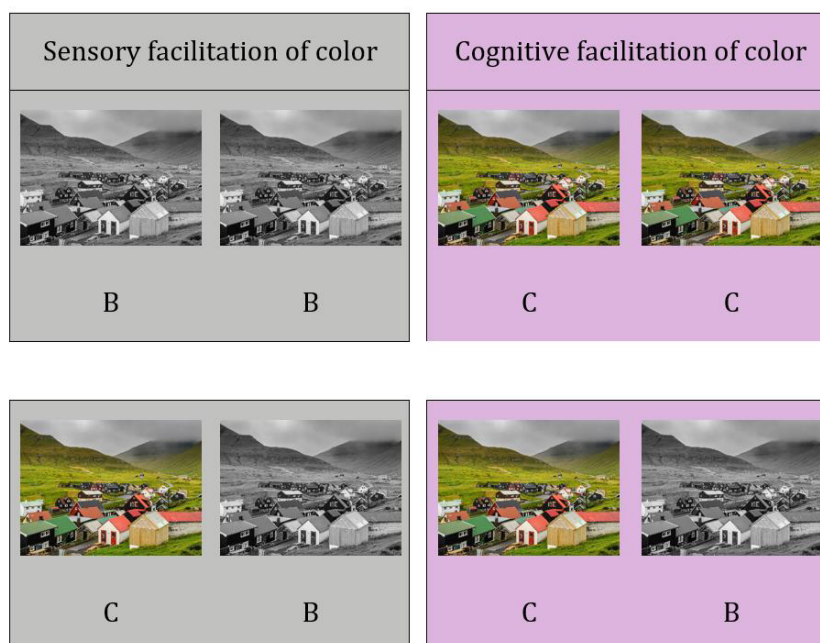 Sensory facilitation of color
Cognitive facilitation of color
B B
C C
C B
C B